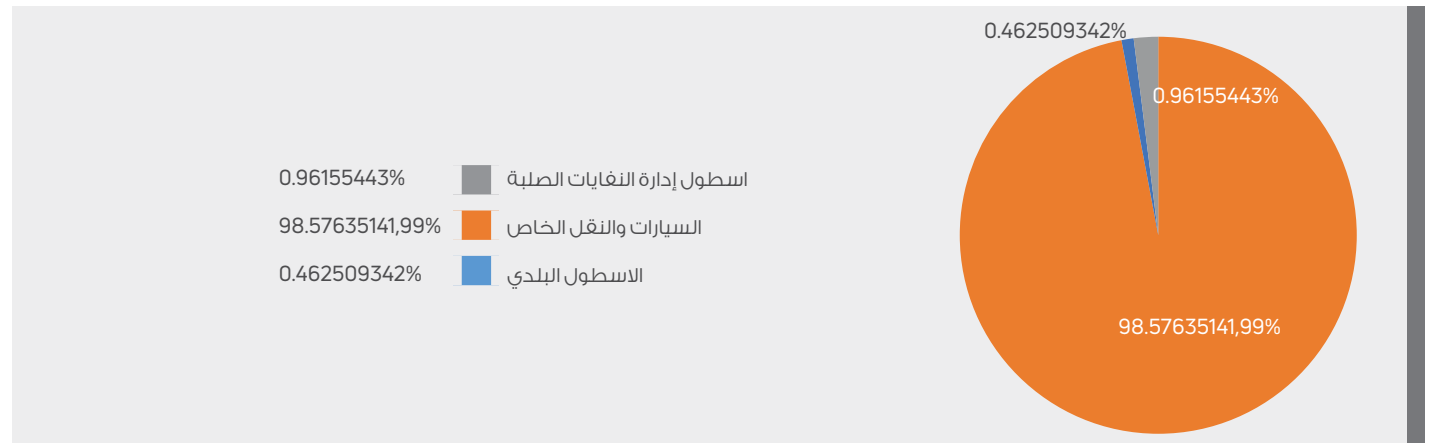 0.462509342%
0.96155443%
98.57635141,99%
اسطول إدارة النفايات الصلبة 0.96155443%
السيارات والنقل الخاص 98.57635141,99%
الاسطول البلدي 0.462509342%